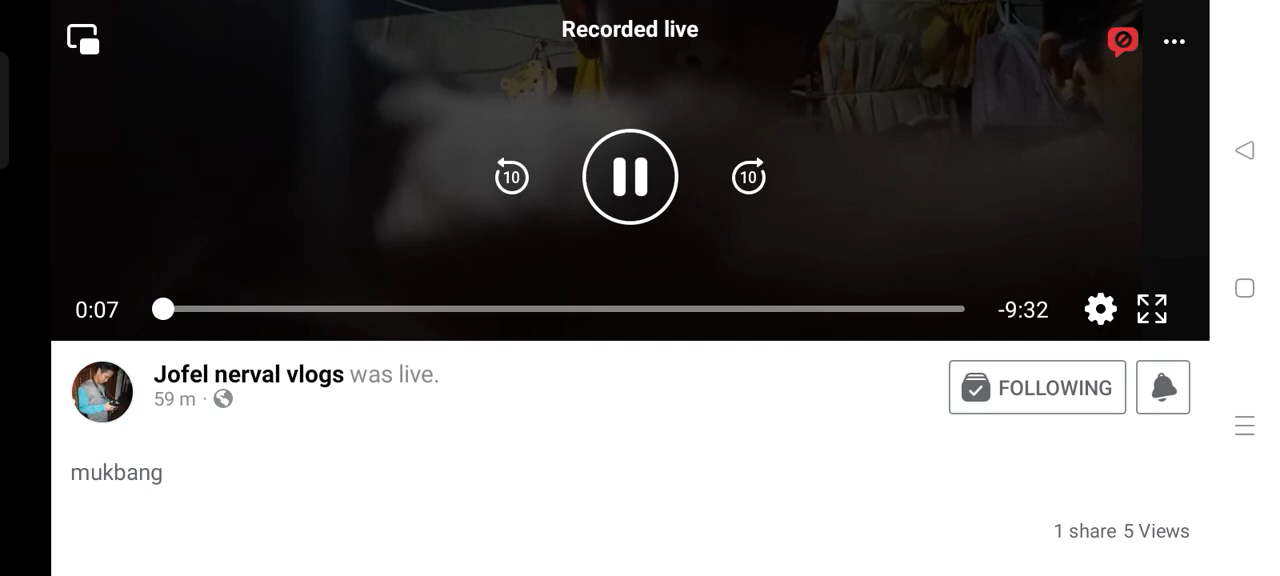 Recorded live
10
10
0:07
-9:32
Jofel nerval vlogs was live.
59 m ·
FOLLOWING
mukbang
1 share 5 Views